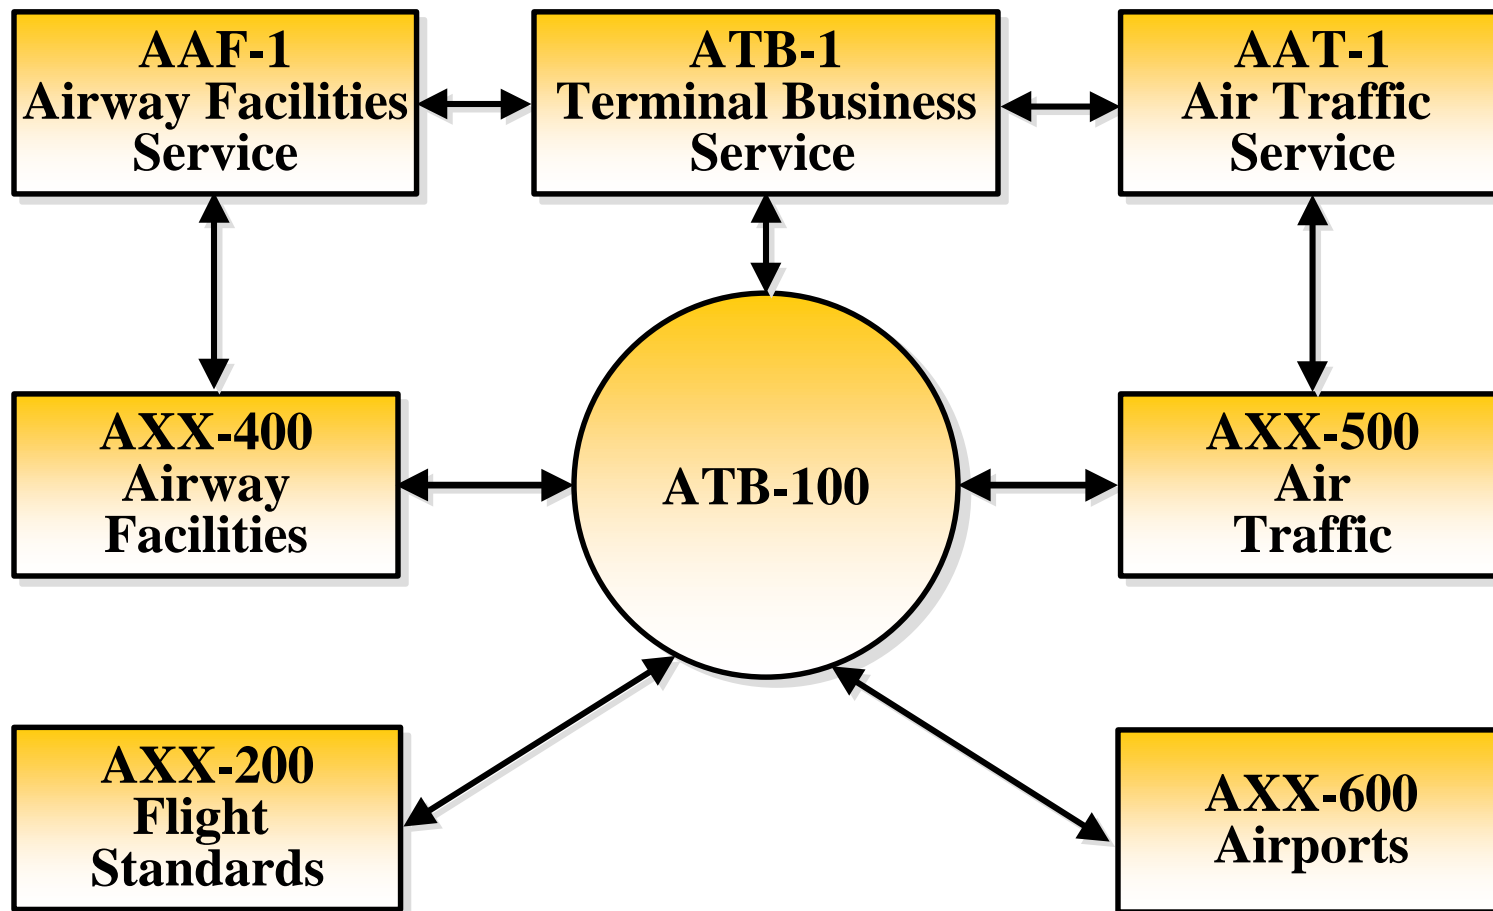 AAF-1
Airway Facilities
Service
ATB-1
Terminal Business
Service
AAT-1
Air Traffic
Service
AXX-400
Airway
Facilities
ATB-100
AXX-500
Air
Traffic
AXX-200
Flight
Standards
AXX-600
Airports